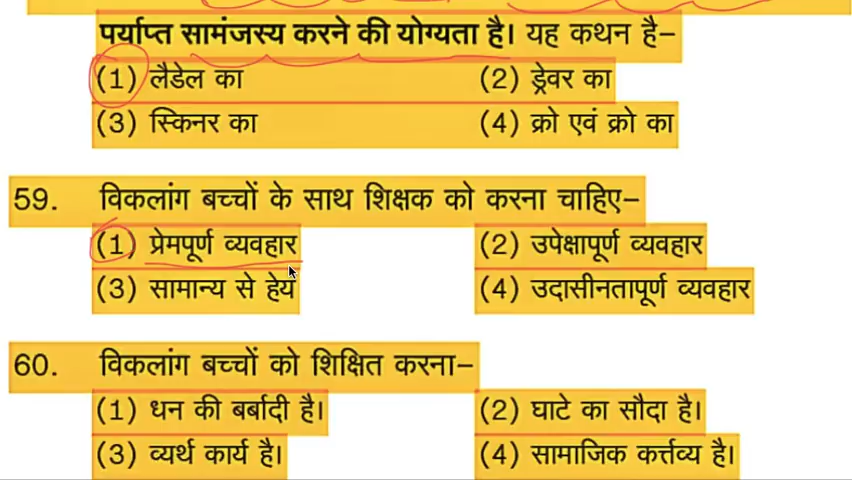 पर्याप्त सामंजस्य करने की योग्यता है। यह कथन है–
(1) लैडेल का (2) ड्रेवर का
(3) स्किनर का (4) क्रो एवं क्रो का
59. विकलांग बच्चों के साथ शिक्षक को करना चाहिए–
(1) प्रेमपूर्ण व्यवहार (2) उपेक्षापूर्ण व्यवहार
(3) सामान्य से हेय (4) उदासीनतापूर्ण व्यवहार
60. विकलांग बच्चों को शिक्षित करना–
(1) धन की बर्बादी है। (2) घाटे का सौदा है।
(3) व्यर्थ कार्य है। (4) सामाजिक कर्त्तव्य है।